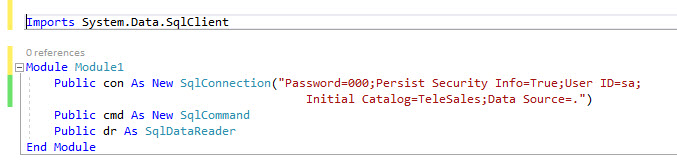 Imports System.Data.SqlClient
0 references
Module Module1
Public con As New SqlConnection("Password=000;Persist Security Info=True;User ID=sa;
Initial Catalog=TeleSales;Data Source=.")
Public cmd As New SqlCommand
Public dr As SqlDataReader
End Module